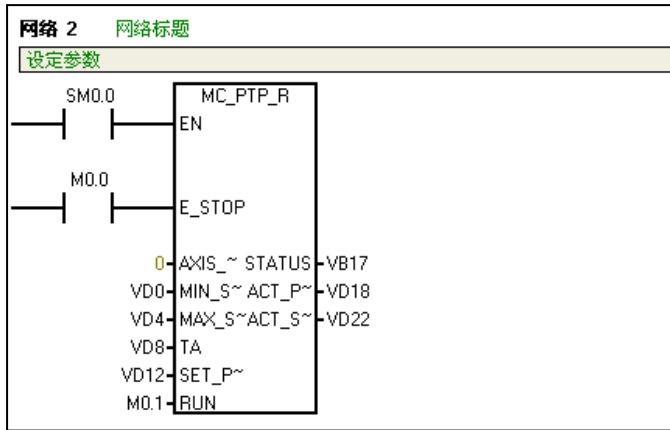 网络 2 网络标题
设定参数
SM0.0 MC_PTP_R
EN
M0.0
E_STOP
0 AXIS_~ STATUS VB17
VD0 MIN_S~ ACT_P~ VD18
VD4 MAX_S~ ACT_S~ VD22
VD8 TA
VD12 SET_P~
M0.1 RUN